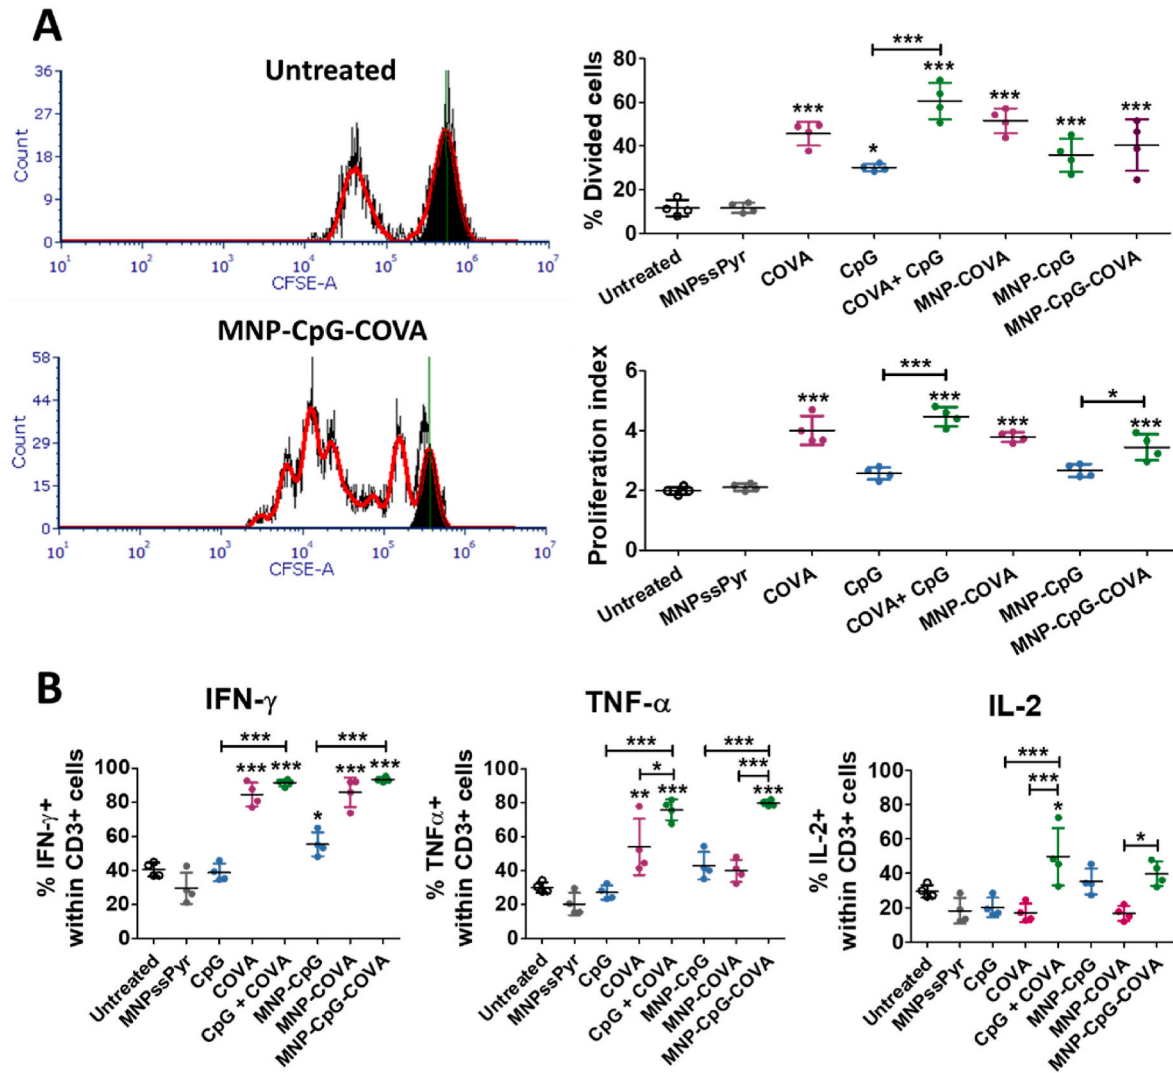 A
Untreated
Count
36
27
18
9
0
10¹ 10² 10³ 10⁴ 10⁵ 10⁶ 10⁷
CFSE-A
MNP-CpG-COVA
Count
58
44
29
15
0
10¹ 10² 10³ 10⁴ 10⁵ 10⁶ 10⁷
CFSE-A
% Divided cells
80
60
40
20
0
***
*** *** *** *** ***
*
Untreated MNPssPyr COVA CpG COVA+ CpG MNP-COVA MNP-CpG MNP-CpG-COVA
Proliferation index
6
4
2
0
*** *
*** *** *** ***
Untreated MNPssPyr COVA CpG COVA+ CpG MNP-COVA MNP-CpG MNP-CpG-COVA
B
IFN-γ
% IFN-γ+
within CD3+ cells
100
80
60
40
20
0
*** ***
*** *** *** ***
*
Untreated MNPssPyr CpG COVA CpG + COVA MNP-CpG MNP-COVA MNP-CpG-COVA
TNF-α
% TNFα+
within CD3+ cells
100
80
60
40
20
0
*** ***
* ***
** *** ***
Untreated MNPssPyr CpG COVA CpG + COVA MNP-CpG MNP-COVA MNP-CpG-COVA
IL-2
% IL-2+
within CD3+ cells
100
80
60
40
20
0
***
***
*
*
Untreated MNPssPyr CpG COVA CpG + COVA MNP-CpG MNP-COVA MNP-CpG-COVA